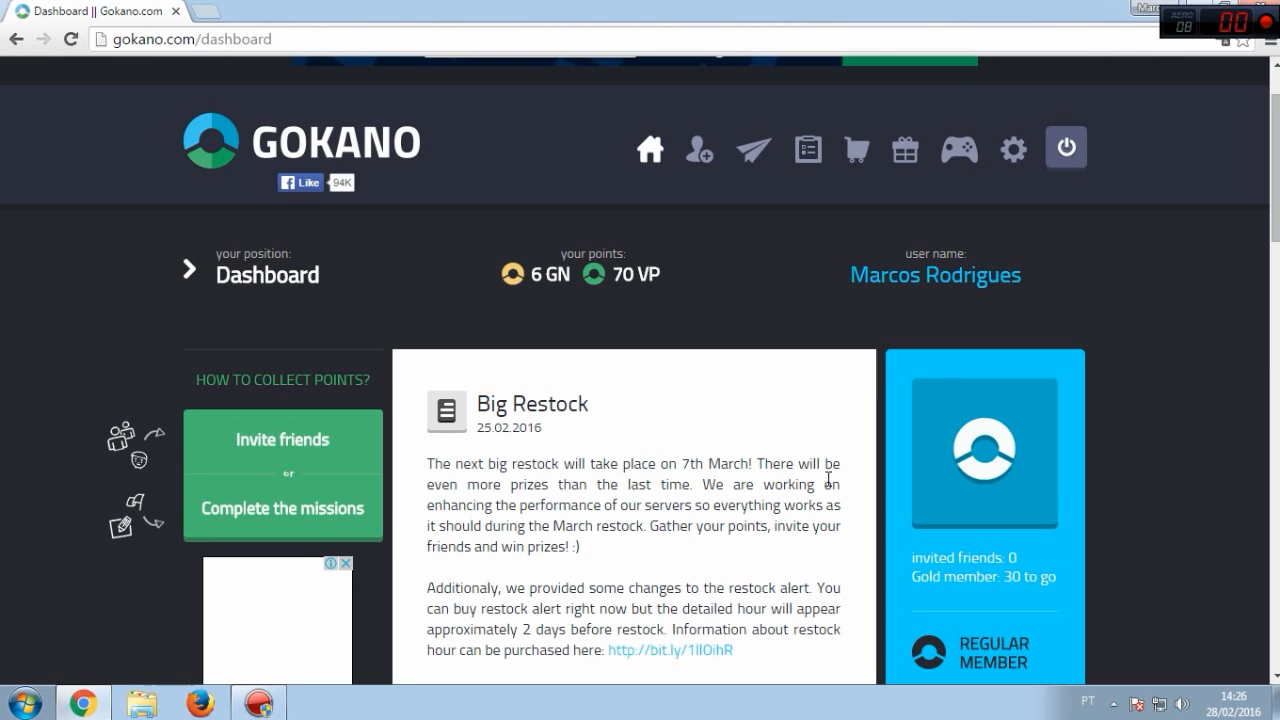 Dashboard || Gokano.com
Marc
AERO
08
00
gokano.com/dashboard
GOKANO
Like
94K
your position:
Dashboard
your points:
6 GN
70 VP
user name:
Marcos Rodrigues
HOW TO COLLECT POINTS?
Invite friends
or
Complete the missions
Big Restock
25.02.2016
The next big restock will take place on 7th March! There will be
even more prizes than the last time. We are working on
enhancing the performance of our servers so everything works as
it should during the March restock. Gather your points, invite your
friends and win prizes! :)
Additionaly, we provided some changes to the restock alert. You
can buy restock alert right now but the detailed hour will appear
approximately 2 days before restock. Information about restock
hour can be purchased here: http://bit.ly/1IlOihR
invited friends: 0
Gold member: 30 to go
REGULAR
MEMBER
PT
14:26
28/02/2016